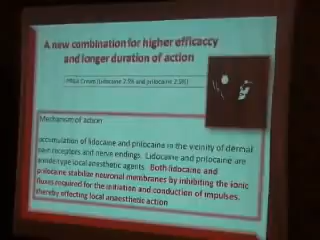 A new combination for higher efficaccy
and longer duration of action
Cream (Lidocaine 2.5% and prilocaine 2.5%)
Mechanism of action
accumulation of lidocaine and prilocaine in the vicinity of dermal
pain receptors and nerve endings. Lidocaine and prilocaine are
amide-type local anesthetic agents. Both lidocaine and
prilocaine stabilize neuronal membranes by inhibiting the ionic
fluxes required for the initiation and conduction of impulses,
thereby effecting local anaesthetic action